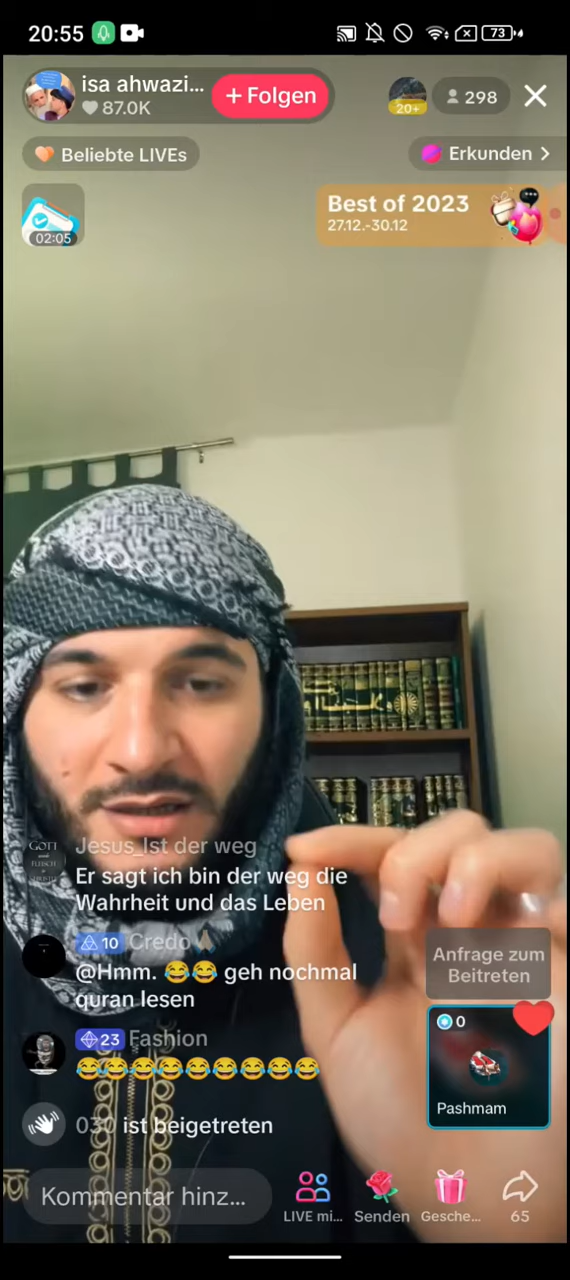 20:55
73
isa ahwazi...
87.0K
+ Folgen
20+
298
Beliebte LIVEs
Erkunden >
02:05
Best of 2023
27.12.-30.12
GOTT
Jesus_Ist der weg
Er sagt ich bin der weg die
Wahrheit und das Leben
10 Credo🙏🏽
@Hmm. 😂😂 geh nochmal
quran lesen
23 Fashion
😂😂😂😂😂😂😂😂😂
ist beigetreten
Anfrage zum
Beitreten
0
Pashmam
Kommentar hinz...
LIVE mi...
Senden
Gesche...
65